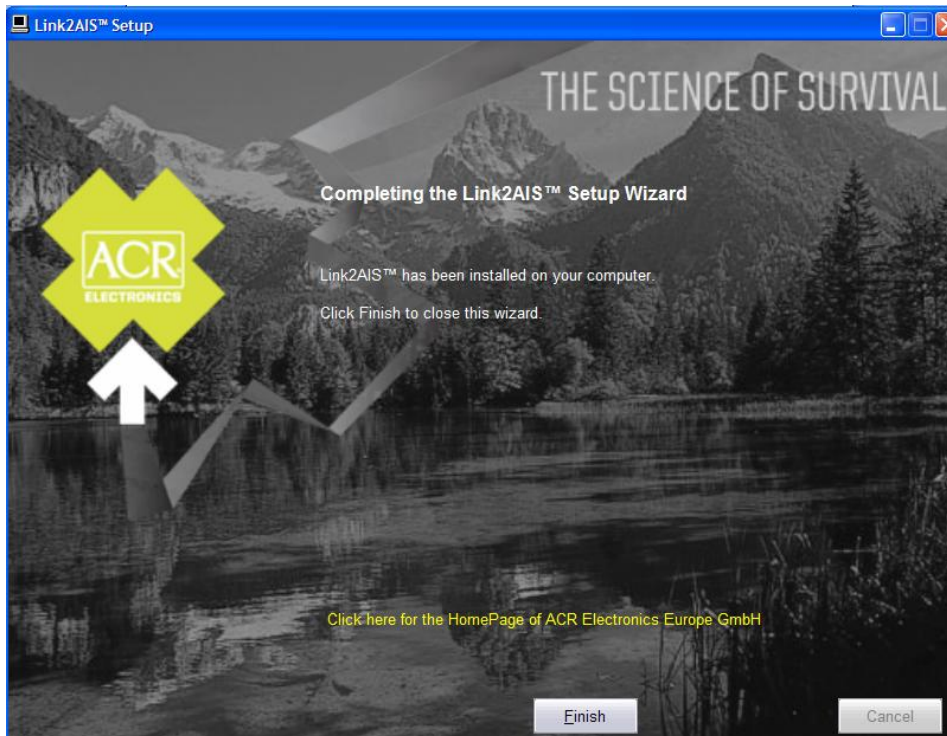 Link2AIS™ Setup
THE SCIENCE OF SURVIVAL
Completing the Link2AIS™ Setup Wizard
ACR
ELECTRONICS
Link2AIS™ has been installed on your computer.
Click Finish to close this wizard.
Click here for the HomePage of ACR Electronics Europe GmbH
Finish
Cancel